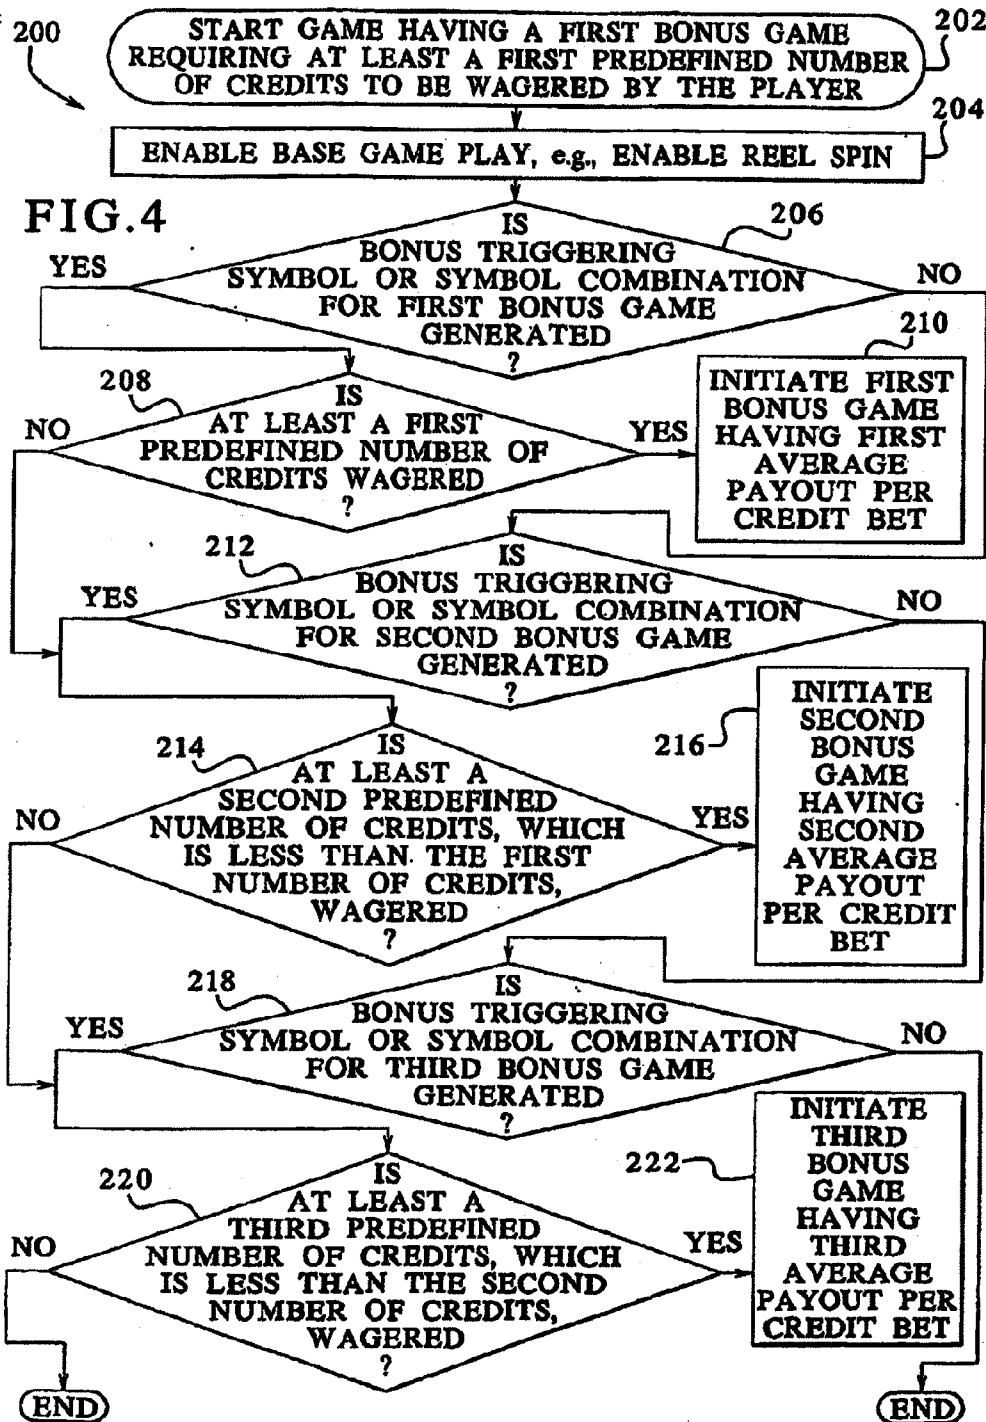 200
START GAME HAVING A FIRST BONUS GAME
REQUIRING AT LEAST A FIRST PREDEFINED NUMBER
OF CREDITS TO BE WAGERED BY THE PLAYER
202
204
ENABLE BASE GAME PLAY, e.g., ENABLE REEL SPIN
FIG.4
206
IS
BONUS TRIGGERING
SYMBOL OR SYMBOL COMBINATION
FOR FIRST BONUS GAME
GENERATED
?
YES
NO
208
IS
AT LEAST A FIRST
PREDEFINED NUMBER OF
CREDITS WAGERED
?
NO
YES
210
INITIATE FIRST
BONUS GAME
HAVING FIRST
AVERAGE
PAYOUT PER
CREDIT BET
212
IS
BONUS TRIGGERING
SYMBOL OR SYMBOL COMBINATION
FOR SECOND BONUS GAME
GENERATED
?
YES
NO
214
IS
AT LEAST A
SECOND PREDEFINED
NUMBER OF CREDITS, WHICH
IS LESS THAN THE FIRST
NUMBER OF CREDITS,
WAGERED
?
NO
YES
216
INITIATE
SECOND
BONUS
GAME
HAVING
SECOND
AVERAGE
PAYOUT
PER CREDIT
BET
218
IS
BONUS TRIGGERING
SYMBOL OR SYMBOL COMBINATION
FOR THIRD BONUS GAME
GENERATED
?
YES
NO
220
IS
AT LEAST A
THIRD PREDEFINED
NUMBER OF CREDITS, WHICH
IS LESS THAN THE SECOND
NUMBER OF CREDITS,
WAGERED
?
NO
YES
222
INITIATE
THIRD
BONUS
GAME
HAVING
THIRD
AVERAGE
PAYOUT PER
CREDIT BET
END
END